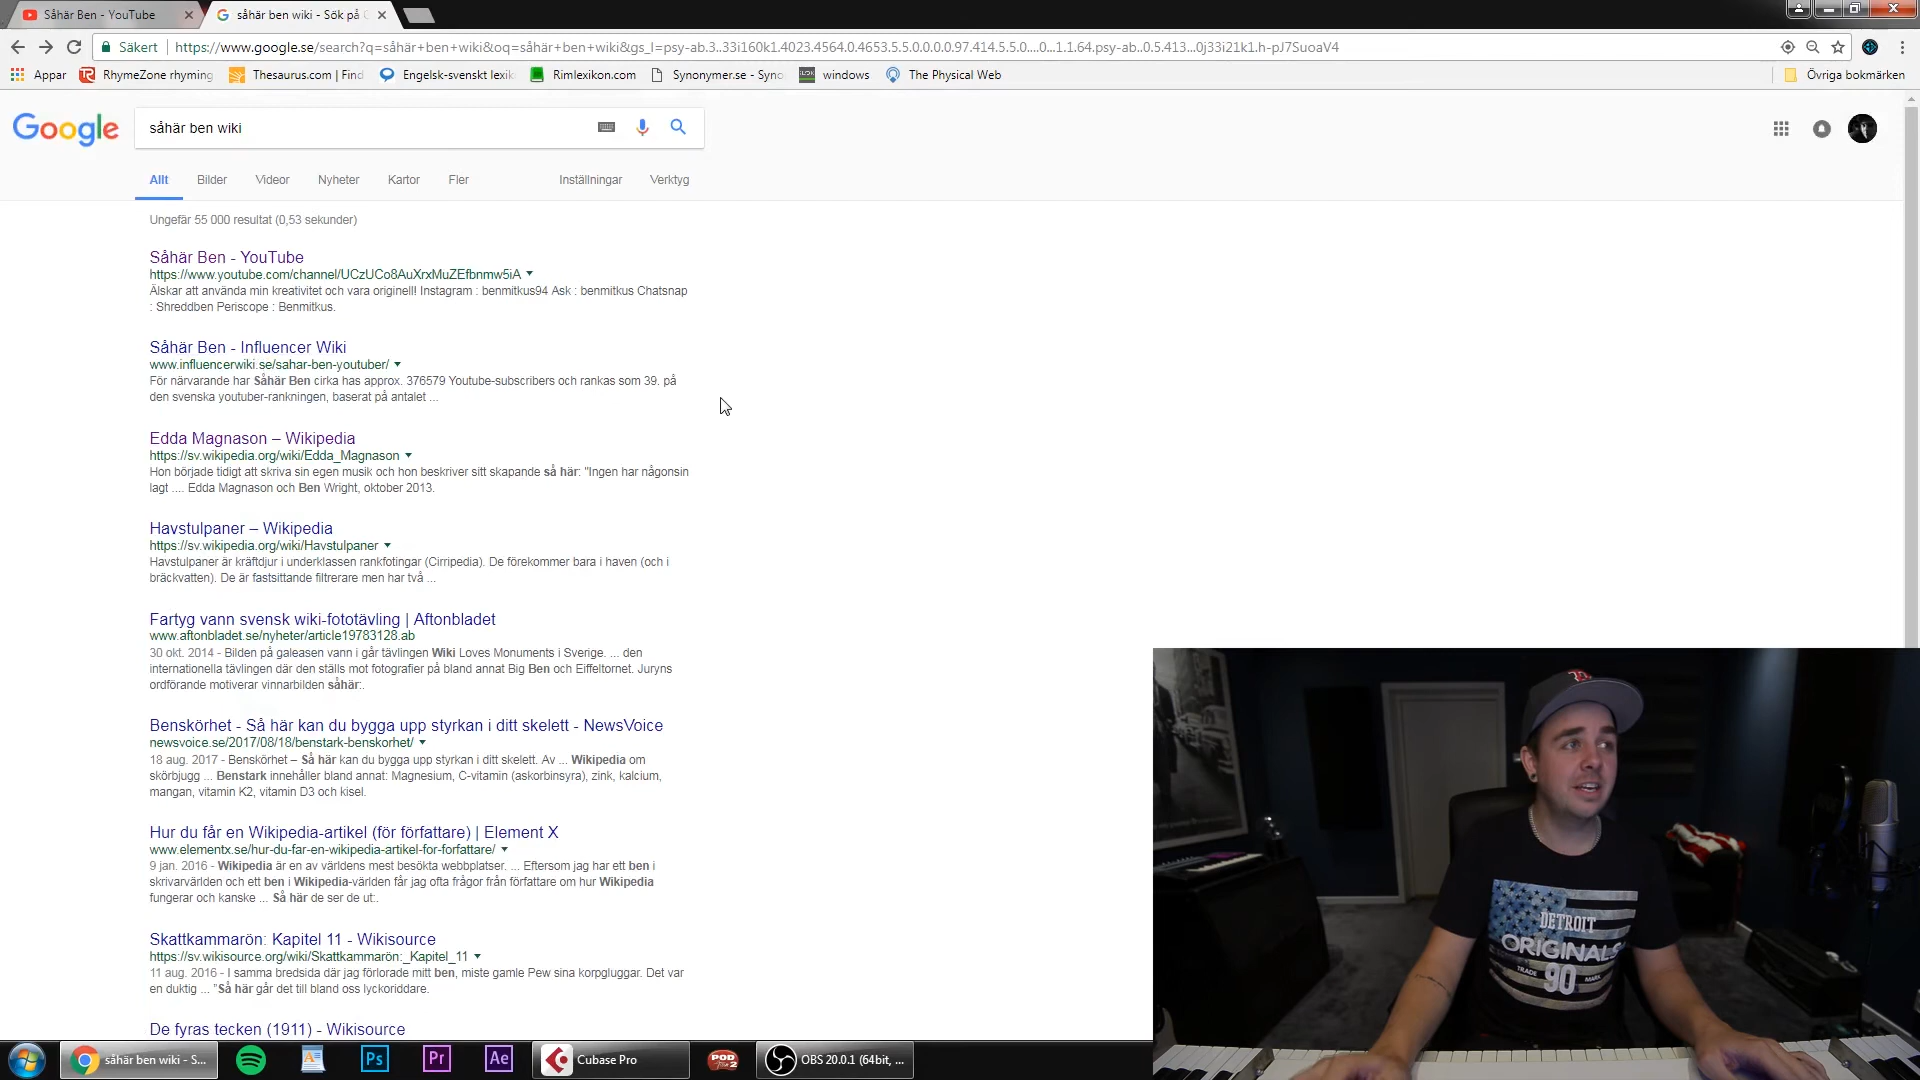 Såhär Ben - YouTube
såhär ben wiki - Sök på G
Säkert
https://www.google.se/search?q=såhär+ben+wiki&oq=såhär+ben+wiki&gs_l=psy-ab.3..33i160k1.4023.4564.0.4653.5.5.0.0.0.0.97.414.5.5.0....0...1.1.64.psy-ab..0.5.413...0j33i21k1.h-pJ7SuoaV4
Appar
RhymeZone rhyming
Thesaurus.com | Find
Engelsk-svenskt lexik
Rimlexikon.com
Synonymer.se - Syno
windows
The Physical Web
Övriga bokmärken
Google
såhär ben wiki
Allt
Bilder
Videor
Nyheter
Kartor
Fler
Inställningar
Verktyg
Ungefär 55 000 resultat (0,53 sekunder)
Såhär Ben - YouTube
https://www.youtube.com/channel/UCzUCo8AuXrxMuZEfbnmw5iA
Älskar att använda min kreativitet och vara originell! Instagram : benmitkus94 Ask : benmitkus Chatsnap
: Shreddben Periscope : Benmitkus.
Såhär Ben - Influencer Wiki
www.influencerwiki.se/sahar-ben-youtuber/
För närvarande har Såhär Ben cirka has approx. 376579 Youtube-subscribers och rankas som 39. på
den svenska youtuber-rankningen, baserat på antalet ...
Edda Magnason – Wikipedia
https://sv.wikipedia.org/wiki/Edda_Magnason
Hon började tidigt att skriva sin egen musik och hon beskriver sitt skapande så här: "Ingen har någonsin
lagt .... Edda Magnason och Ben Wright, oktober 2013.
Havstulpaner – Wikipedia
https://sv.wikipedia.org/wiki/Havstulpaner
Havstulpaner är kräftdjur i underklassen rankfotingar (Cirripedia). De förekommer bara i haven (och i
bräckvatten). De är fastsittande filtrerare men har två ...
Fartyg vann svensk wiki-fototävling | Aftonbladet
www.aftonbladet.se/nyheter/article19783128.ab
30 okt. 2014 - Bilden på galeasen vann i går tävlingen Wiki Loves Monuments i Sverige. ... den
internationella tävlingen där den ställs mot fotografier på bland annat Big Ben och Eiffeltornet. Juryns
ordförande motiverar vinnarbilden såhär:.
Benskörhet - Så här kan du bygga upp styrkan i ditt skelett - NewsVoice
newsvoice.se/2017/08/18/benstark-benskorhet/
18 aug. 2017 - Benskörhet – Så här kan du bygga upp styrkan i ditt skelett. Av ... Wikipedia om
skörbjugg ... Benstark innehåller bland annat: Magnesium, C-vitamin (askorbinsyra), zink, kalcium,
mangan, vitamin K2, vitamin D3 och kisel.
Hur du får en Wikipedia-artikel (för författare) | Element X
www.elementx.se/hur-du-far-en-wikipedia-artikel-for-forfattare/
9 jan. 2016 - Wikipedia är en av världens mest besökta webbplatser. ... Eftersom jag har ett ben i
skrivarvärlden och ett ben i Wikipedia-världen får jag ofta frågor från författare om hur Wikipedia
fungerar och kanske ... Så här de ser de ut:.
Skattkammarön: Kapitel 11 - Wikisource
https://sv.wikisource.org/wiki/Skattkammarön:_Kapitel_11
11 aug. 2016 - I samma bredsida där jag förlorade mitt ben, miste gamle Pew sina korpgluggar. Det var
en duktig ... "Så här går det till bland oss lyckoriddare.
De fyras tecken (1911) - Wikisource
DETROIT
ORIGINALS
TRADE
MARK
90
såhär ben wiki - S...
Ps
Pr
Ae
Cubase Pro
POD
2
OBS 20.0.1 (64bit, ...